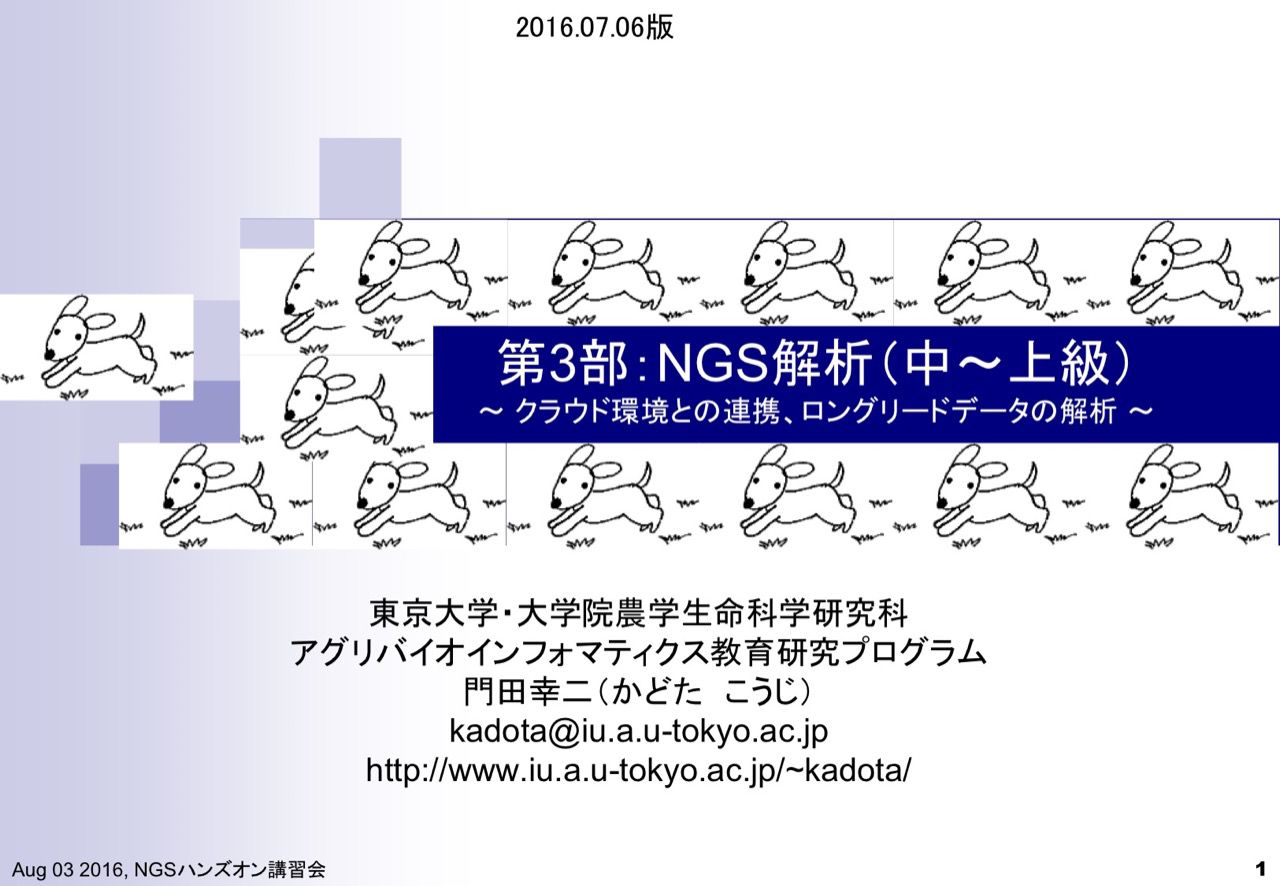 2016.07.06版
第3部：NGS解析（中～上級）
～ クラウド環境との連携、ロングリードデータの解析 ～
東京大学・大学院農学生命科学研究科
アグリバイオインフォマティクス教育研究プログラム
門田幸二（かどた　こうじ）
kadota@iu.a.u-tokyo.ac.jp
http://www.iu.a.u-tokyo.ac.jp/~kadota/
Aug 03 2016, NGSハンズオン講習会
1